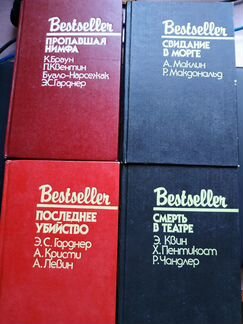 Bestseller
ПРОПАВШАЯ
НИМФА
К.Браун
П.Квентин
Буало-Нарсежак
Э.С.Гарднер
Bestseller
СВИДАНИЕ
В МОРГЕ
А. Маклин
Р. Макдональд
Bestseller
ПОСЛЕДНЕЕ
УБИЙСТВО
Э.С. Гарднер
А. Кристи
А. Левин
Bestseller
СМЕРТЬ
В ТЕАТРЕ
Э. Квин
Х. Пентикост
Р. Чандлер